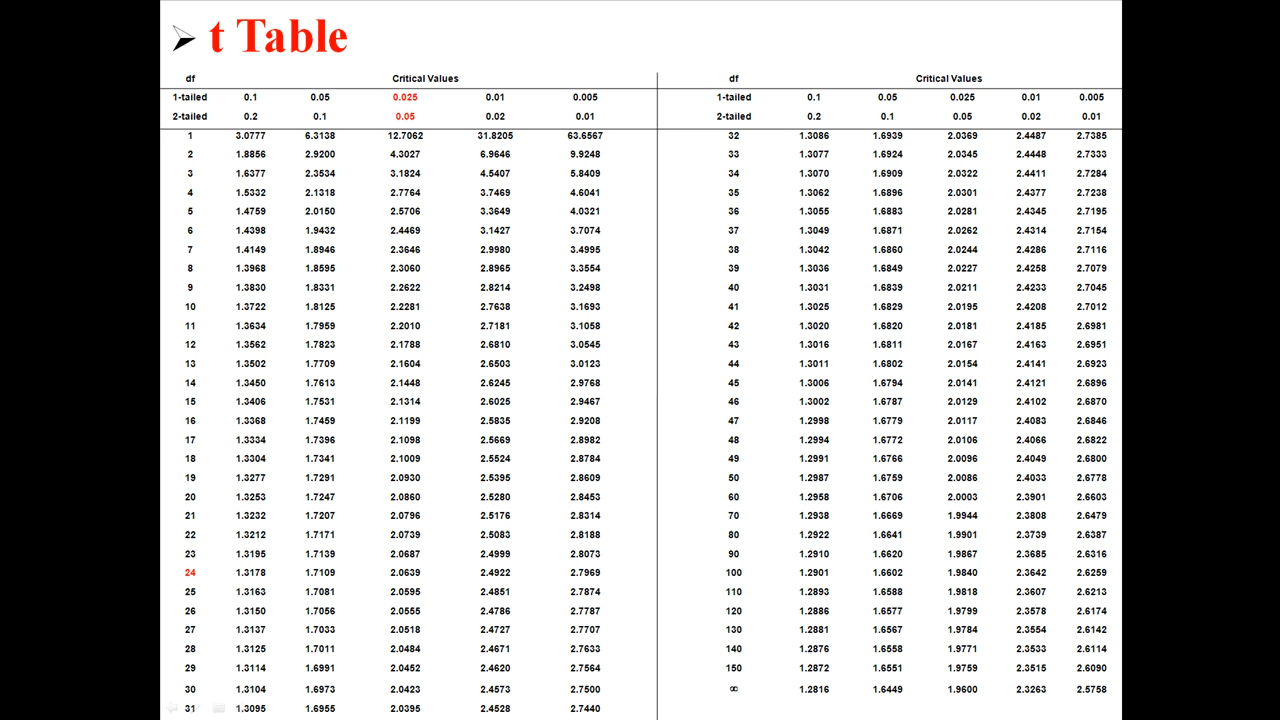 t Table
df Critical Values
1-tailed 0.1 0.05 0.025 0.01 0.005
2-tailed 0.2 0.1 0.05 0.02 0.01
1 3.0777 6.3138 12.7062 31.8205 63.6567
2 1.8856 2.9200 4.3027 6.9646 9.9248
3 1.6377 2.3534 3.1824 4.5407 5.8409
4 1.5332 2.1318 2.7764 3.7469 4.6041
5 1.4759 2.0150 2.5706 3.3649 4.0321
6 1.4398 1.9432 2.4469 3.1427 3.7074
7 1.4149 1.8946 2.3646 2.9980 3.4995
8 1.3968 1.8595 2.3060 2.8965 3.3554
9 1.3830 1.8331 2.2622 2.8214 3.2498
10 1.3722 1.8125 2.2281 2.7638 3.1693
11 1.3634 1.7959 2.2010 2.7181 3.1058
12 1.3562 1.7823 2.1788 2.6810 3.0545
13 1.3502 1.7709 2.1604 2.6503 3.0123
14 1.3450 1.7613 2.1448 2.6245 2.9768
15 1.3406 1.7531 2.1314 2.6025 2.9467
16 1.3368 1.7459 2.1199 2.5835 2.9208
17 1.3334 1.7396 2.1098 2.5669 2.8982
18 1.3304 1.7341 2.1009 2.5524 2.8784
19 1.3277 1.7291 2.0930 2.5395 2.8609
20 1.3253 1.7247 2.0860 2.5280 2.8453
21 1.3232 1.7207 2.0796 2.5176 2.8314
22 1.3212 1.7171 2.0739 2.5083 2.8188
23 1.3195 1.7139 2.0687 2.4999 2.8073
24 1.3178 1.7109 2.0639 2.4922 2.7969
25 1.3163 1.7081 2.0595 2.4851 2.7874
26 1.3150 1.7056 2.0555 2.4786 2.7787
27 1.3137 1.7033 2.0518 2.4727 2.7707
28 1.3125 1.7011 2.0484 2.4671 2.7633
29 1.3114 1.6991 2.0452 2.4620 2.7564
30 1.3104 1.6973 2.0423 2.4573 2.7500
31 1.3095 1.6955 2.0395 2.4528 2.7440
df Critical Values
1-tailed 0.1 0.05 0.025 0.01 0.005
2-tailed 0.2 0.1 0.05 0.02 0.01
32 1.3086 1.6939 2.0369 2.4487 2.7385
33 1.3077 1.6924 2.0345 2.4448 2.7333
34 1.3070 1.6909 2.0322 2.4411 2.7284
35 1.3062 1.6896 2.0301 2.4377 2.7238
36 1.3055 1.6883 2.0281 2.4345 2.7195
37 1.3049 1.6871 2.0262 2.4314 2.7154
38 1.3042 1.6860 2.0244 2.4286 2.7116
39 1.3036 1.6849 2.0227 2.4258 2.7079
40 1.3031 1.6839 2.0211 2.4233 2.7045
41 1.3025 1.6829 2.0195 2.4208 2.7012
42 1.3020 1.6820 2.0181 2.4185 2.6981
43 1.3016 1.6811 2.0167 2.4163 2.6951
44 1.3011 1.6802 2.0154 2.4141 2.6923
45 1.3006 1.6794 2.0141 2.4121 2.6896
46 1.3002 1.6787 2.0129 2.4102 2.6870
47 1.2998 1.6779 2.0117 2.4083 2.6846
48 1.2994 1.6772 2.0106 2.4066 2.6822
49 1.2991 1.6766 2.0096 2.4049 2.6800
50 1.2987 1.6759 2.0086 2.4033 2.6778
60 1.2958 1.6706 2.0003 2.3901 2.6603
70 1.2938 1.6669 1.9944 2.3808 2.6479
80 1.2922 1.6641 1.9901 2.3739 2.6387
90 1.2910 1.6620 1.9867 2.3685 2.6316
100 1.2901 1.6602 1.9840 2.3642 2.6259
110 1.2893 1.6588 1.9818 2.3607 2.6213
120 1.2886 1.6577 1.9799 2.3578 2.6174
130 1.2881 1.6567 1.9784 2.3554 2.6142
140 1.2876 1.6558 1.9771 2.3533 2.6114
150 1.2872 1.6551 1.9759 2.3515 2.6090
∞ 1.2816 1.6449 1.9600 2.3263 2.5758